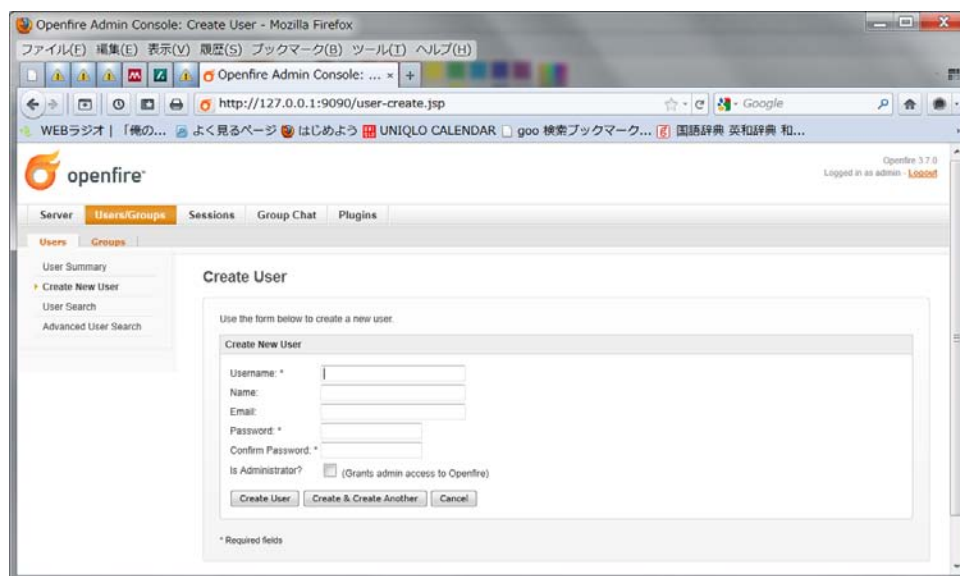 Openfire Admin Console: Create User - Mozilla Firefox
ファイル(F) 編集(E) 表示(V) 履歴(S) ブックマーク(B) ツール(T) ヘルプ(H)
Openfire Admin Console: ... × +
http://127.0.0.1:9090/user-create.jsp
Google
WEBラジオ | 「俺の... よく見るページ はじめよう UNIQLO CALENDAR goo 検索ブックマーク... 国語辞典 英和辞典 和...
openfire
Openfire 3.7.0
Logged in as admin - Logout
Server Users/Groups Sessions Group Chat Plugins
Users Groups
User Summary
Create New User
User Search
Advanced User Search
Create User
Use the form below to create a new user.
Create New User
Username: *
Name:
Email:
Password: *
Confirm Password: *
Is Administrator? (Grants admin access to Openfire)
Create User Create & Create Another Cancel
* Required fields